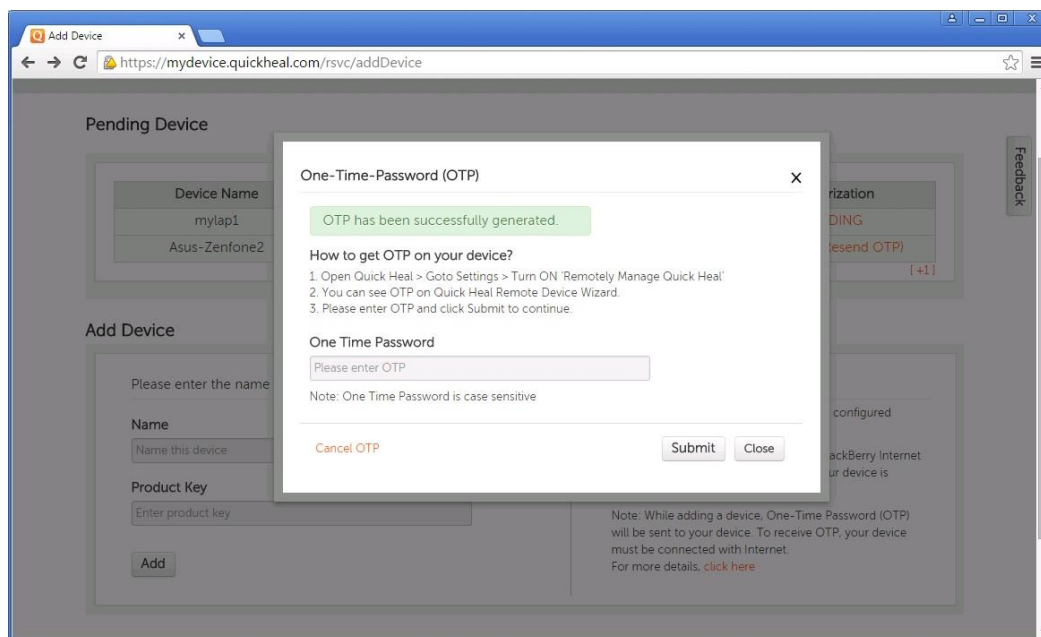 Add Device
https://mydevice.quickheal.com/rsvc/addDevice
Pending Device
Device Name
mylap1
Asus-Zenfone2
rization
DING
esend OTP)
[ +1 ]
Feedback
One-Time-Password (OTP)
X
OTP has been successfully generated.
How to get OTP on your device?
1. Open Quick Heal > Goto Settings > Turn ON 'Remotely Manage Quick Heal'
2. You can see OTP on Quick Heal Remote Device Wizard.
3. Please enter OTP and click Submit to continue.
One Time Password
Please enter OTP
Note: One Time Password is case sensitive
Cancel OTP
Submit
Close
Add Device
Please enter the name
Name
Name this device
Product Key
Enter product key
Add
configured
ackBerry Internet
ur device is
Note: While adding a device, One-Time Password (OTP)
will be sent to your device. To receive OTP, your device
must be connected with Internet.
For more details, click here